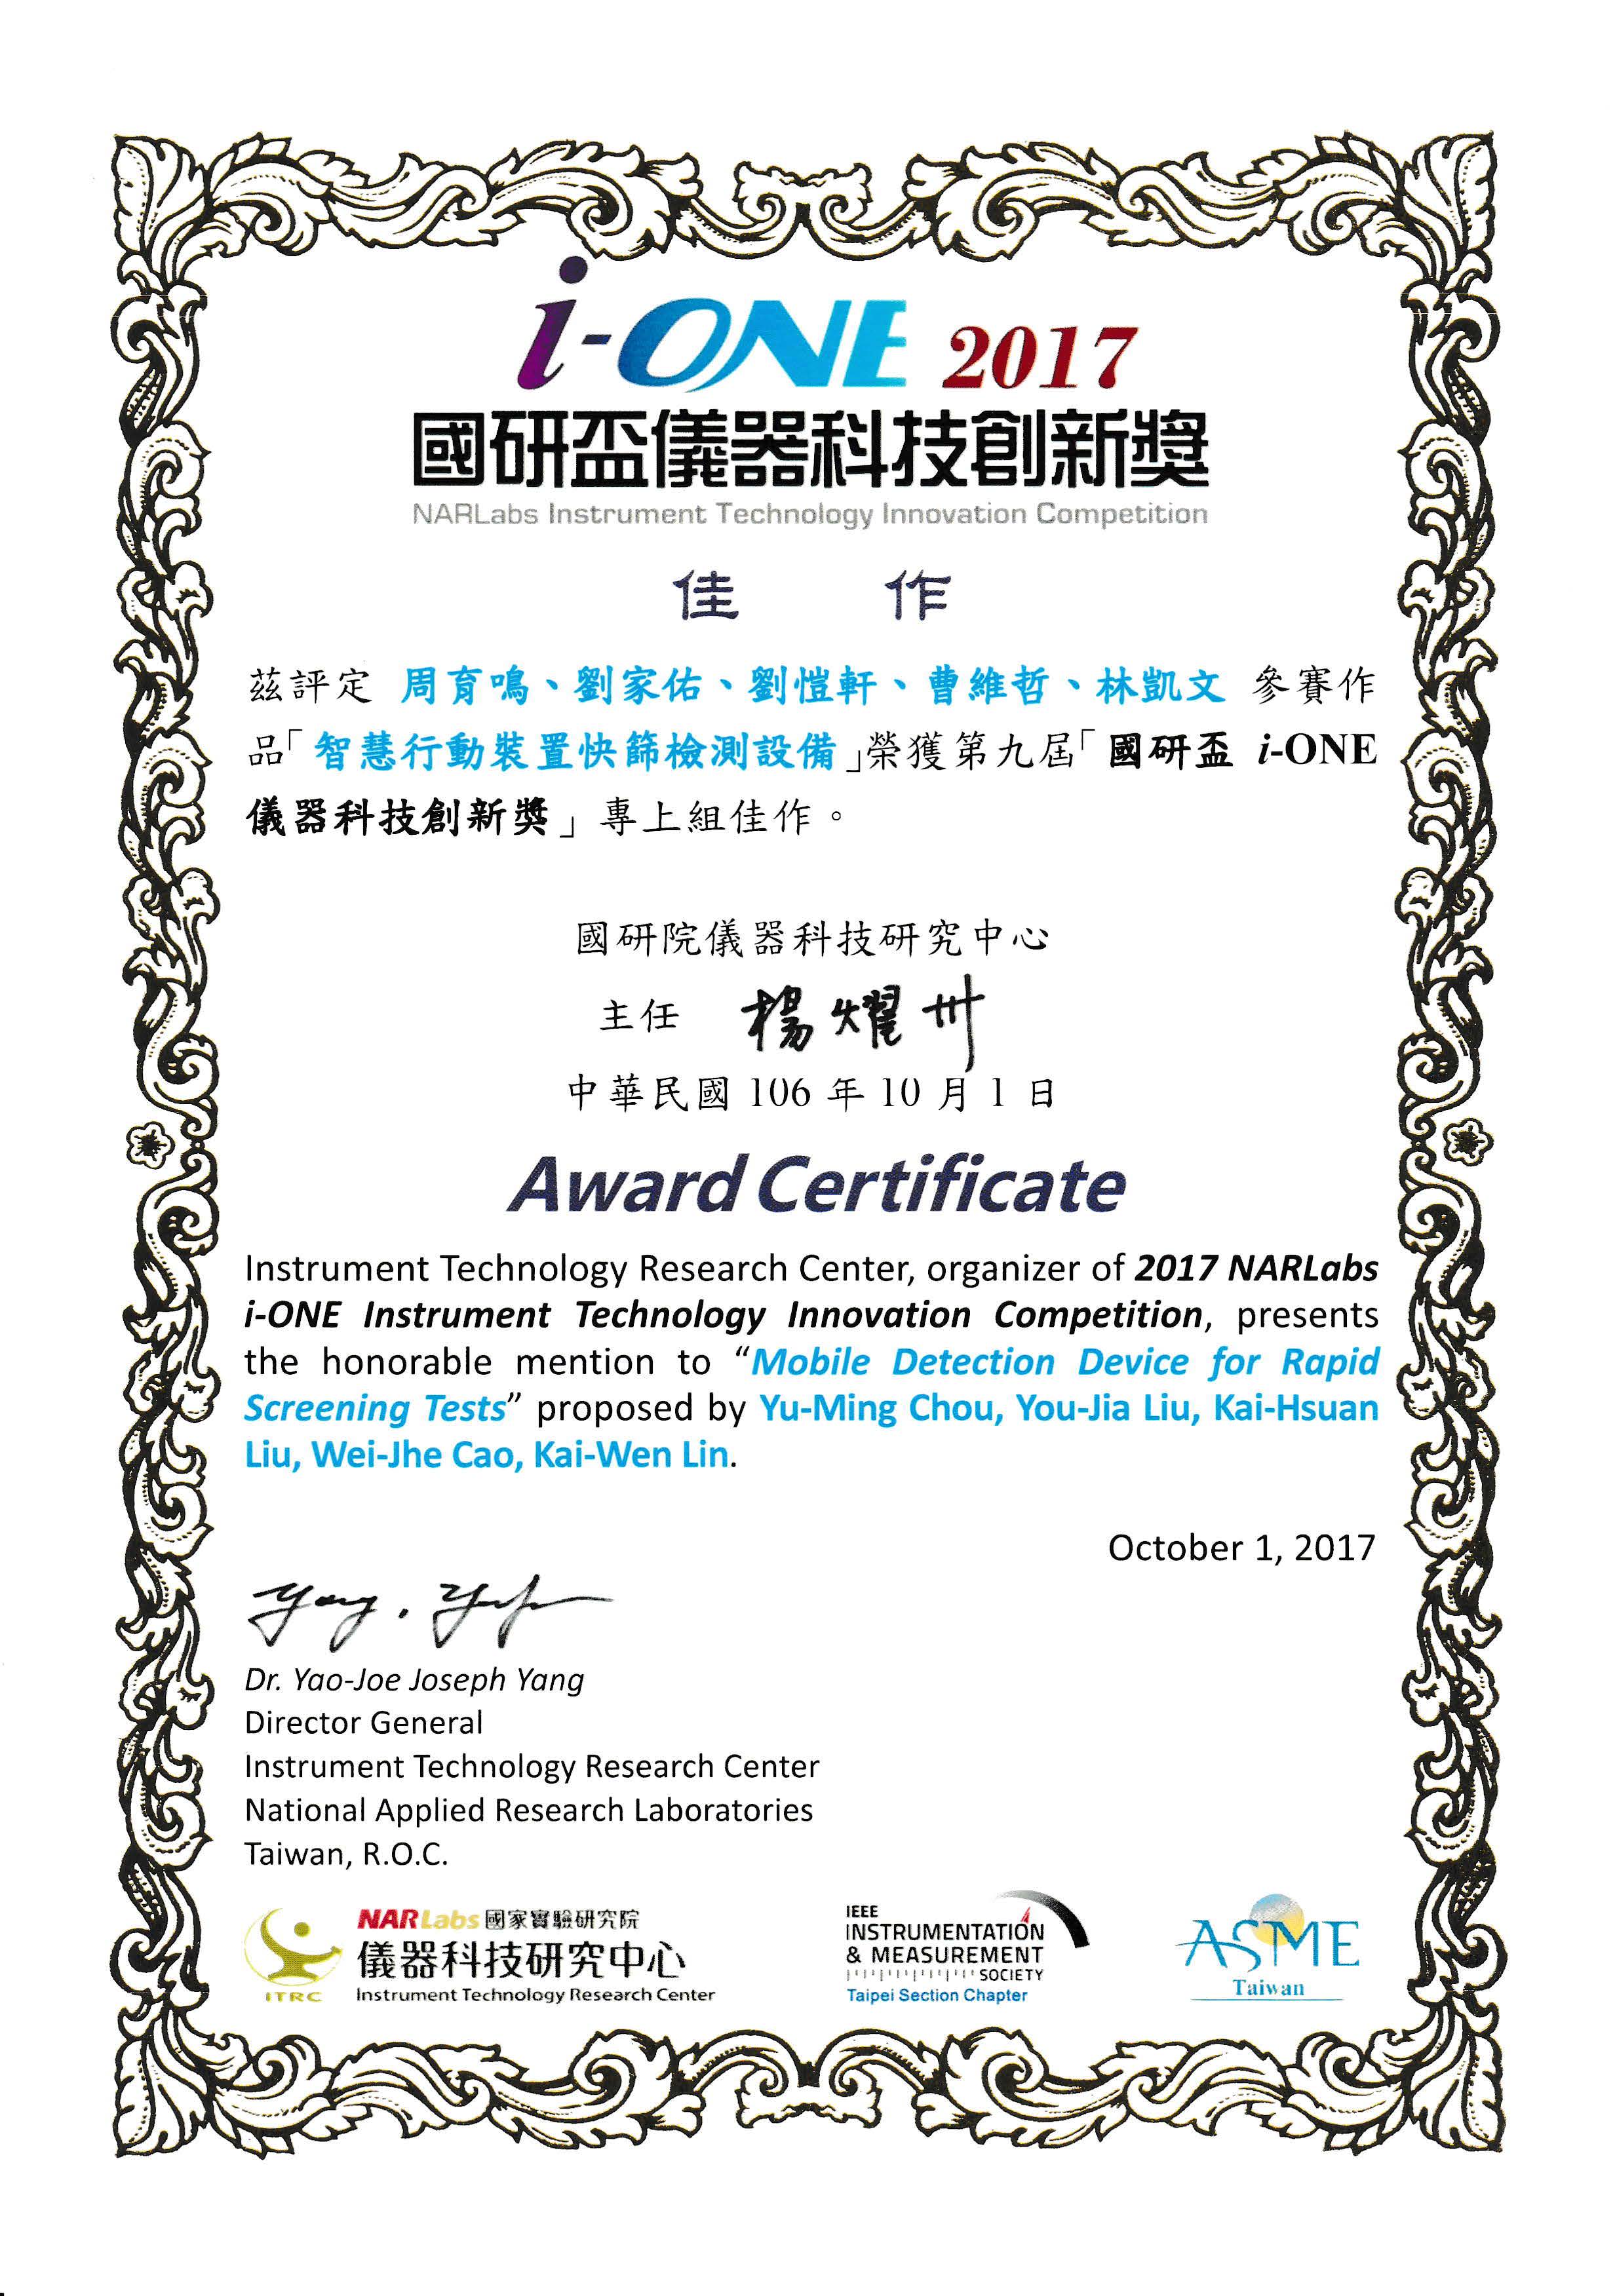 i-ONE 2017
國研盃儀器科技創新獎
NARLabs Instrument Technology Innovation Competition
佳 作
茲評定 周育鳴、劉家佑、劉愷軒、曹維哲、林凱文 參賽作
品「智慧行動裝置快篩檢測設備」榮獲第九屆「國研盃 i-ONE
儀器科技創新獎」專上組佳作。
國研院儀器科技研究中心
主任 楊燿州
中華民國 106 年 10 月 1 日
Award Certificate
Instrument Technology Research Center, organizer of 2017 NARLabs
i-ONE Instrument Technology Innovation Competition, presents
the honorable mention to “Mobile Detection Device for Rapid
Screening Tests” proposed by Yu-Ming Chou, You-Jia Liu, Kai-Hsuan
Liu, Wei-Jhe Cao, Kai-Wen Lin.
October 1, 2017
Dr. Yao-Joe Joseph Yang
Director General
Instrument Technology Research Center
National Applied Research Laboratories
Taiwan, R.O.C.
ITRC
NARLabs 國家實驗研究院
儀器科技研究中心
Instrument Technology Research Center
IEEE
INSTRUMENTATION
& MEASUREMENT
SOCIETY
Taipei Section Chapter
ASME
Taiwan